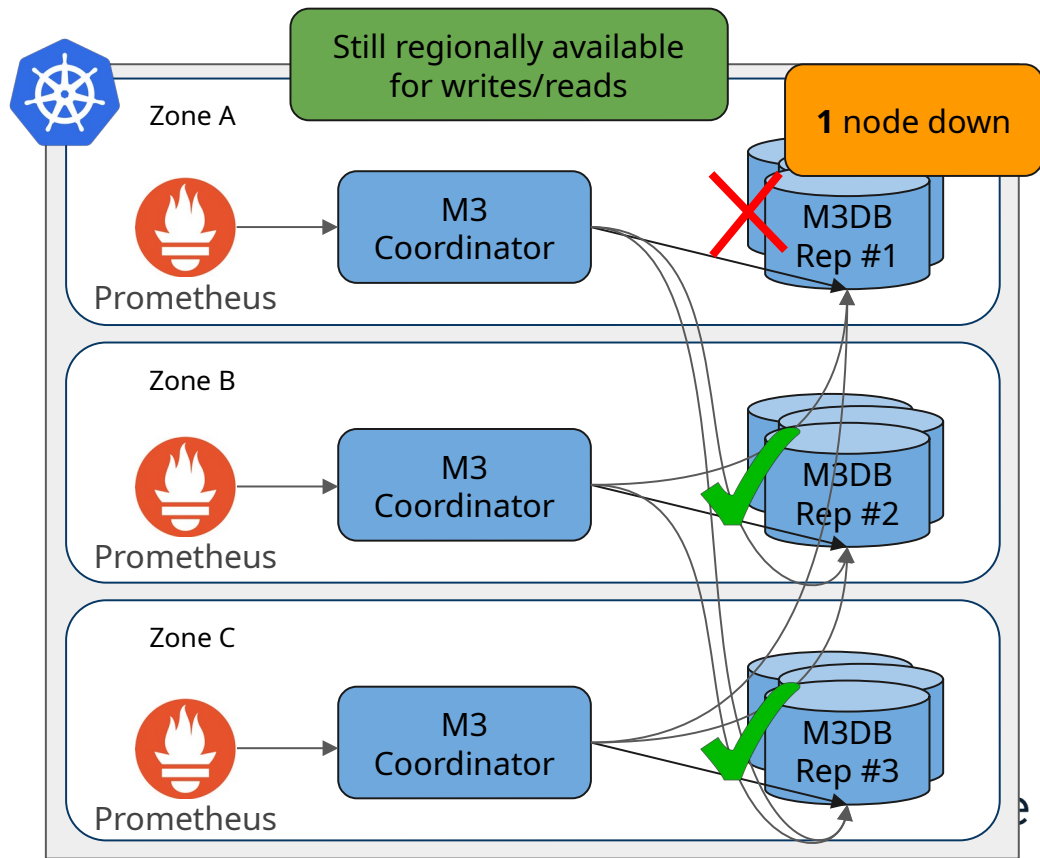 Still regionally available
for writes/reads
1 node down
Zone A
M3
Coordinator
M3DB
Rep #1
Prometheus
Zone B
M3
Coordinator
M3DB
Rep #2
Prometheus
Zone C
M3
Coordinator
M3DB
Rep #3
Prometheus
e